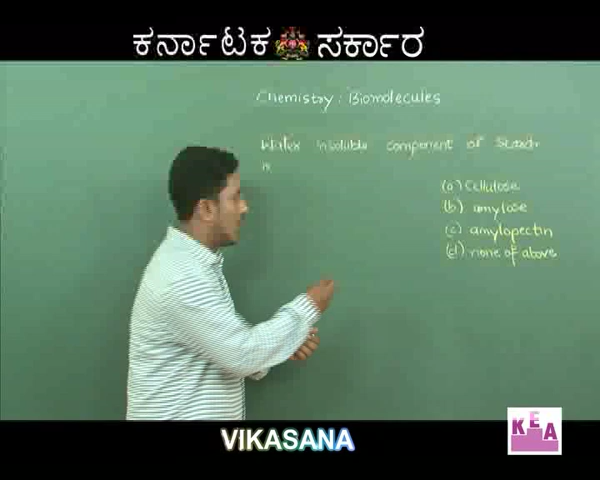 ಕರ್ನಾಟಕ ಸರ್ಕಾರ
Chemistry : Biomolecules
Water insoluble component of Starch
is
(a) Cellulose
(b) amylose
(c) amylopectin
(d) none of above
VIKASANA
KEA